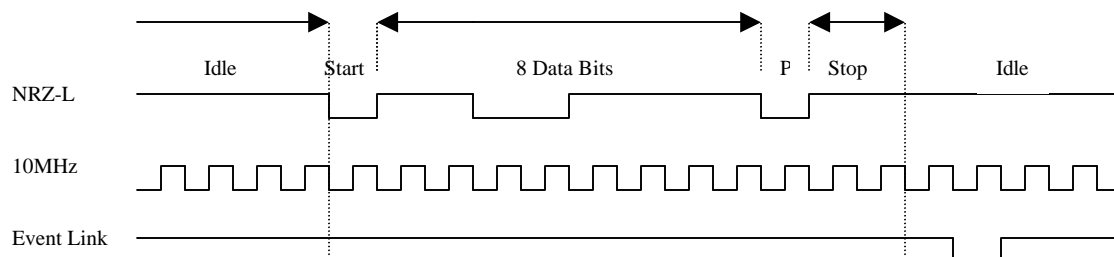 Idle Start 8 Data Bits P Stop Idle
NRZ-L
10MHz
Event Link